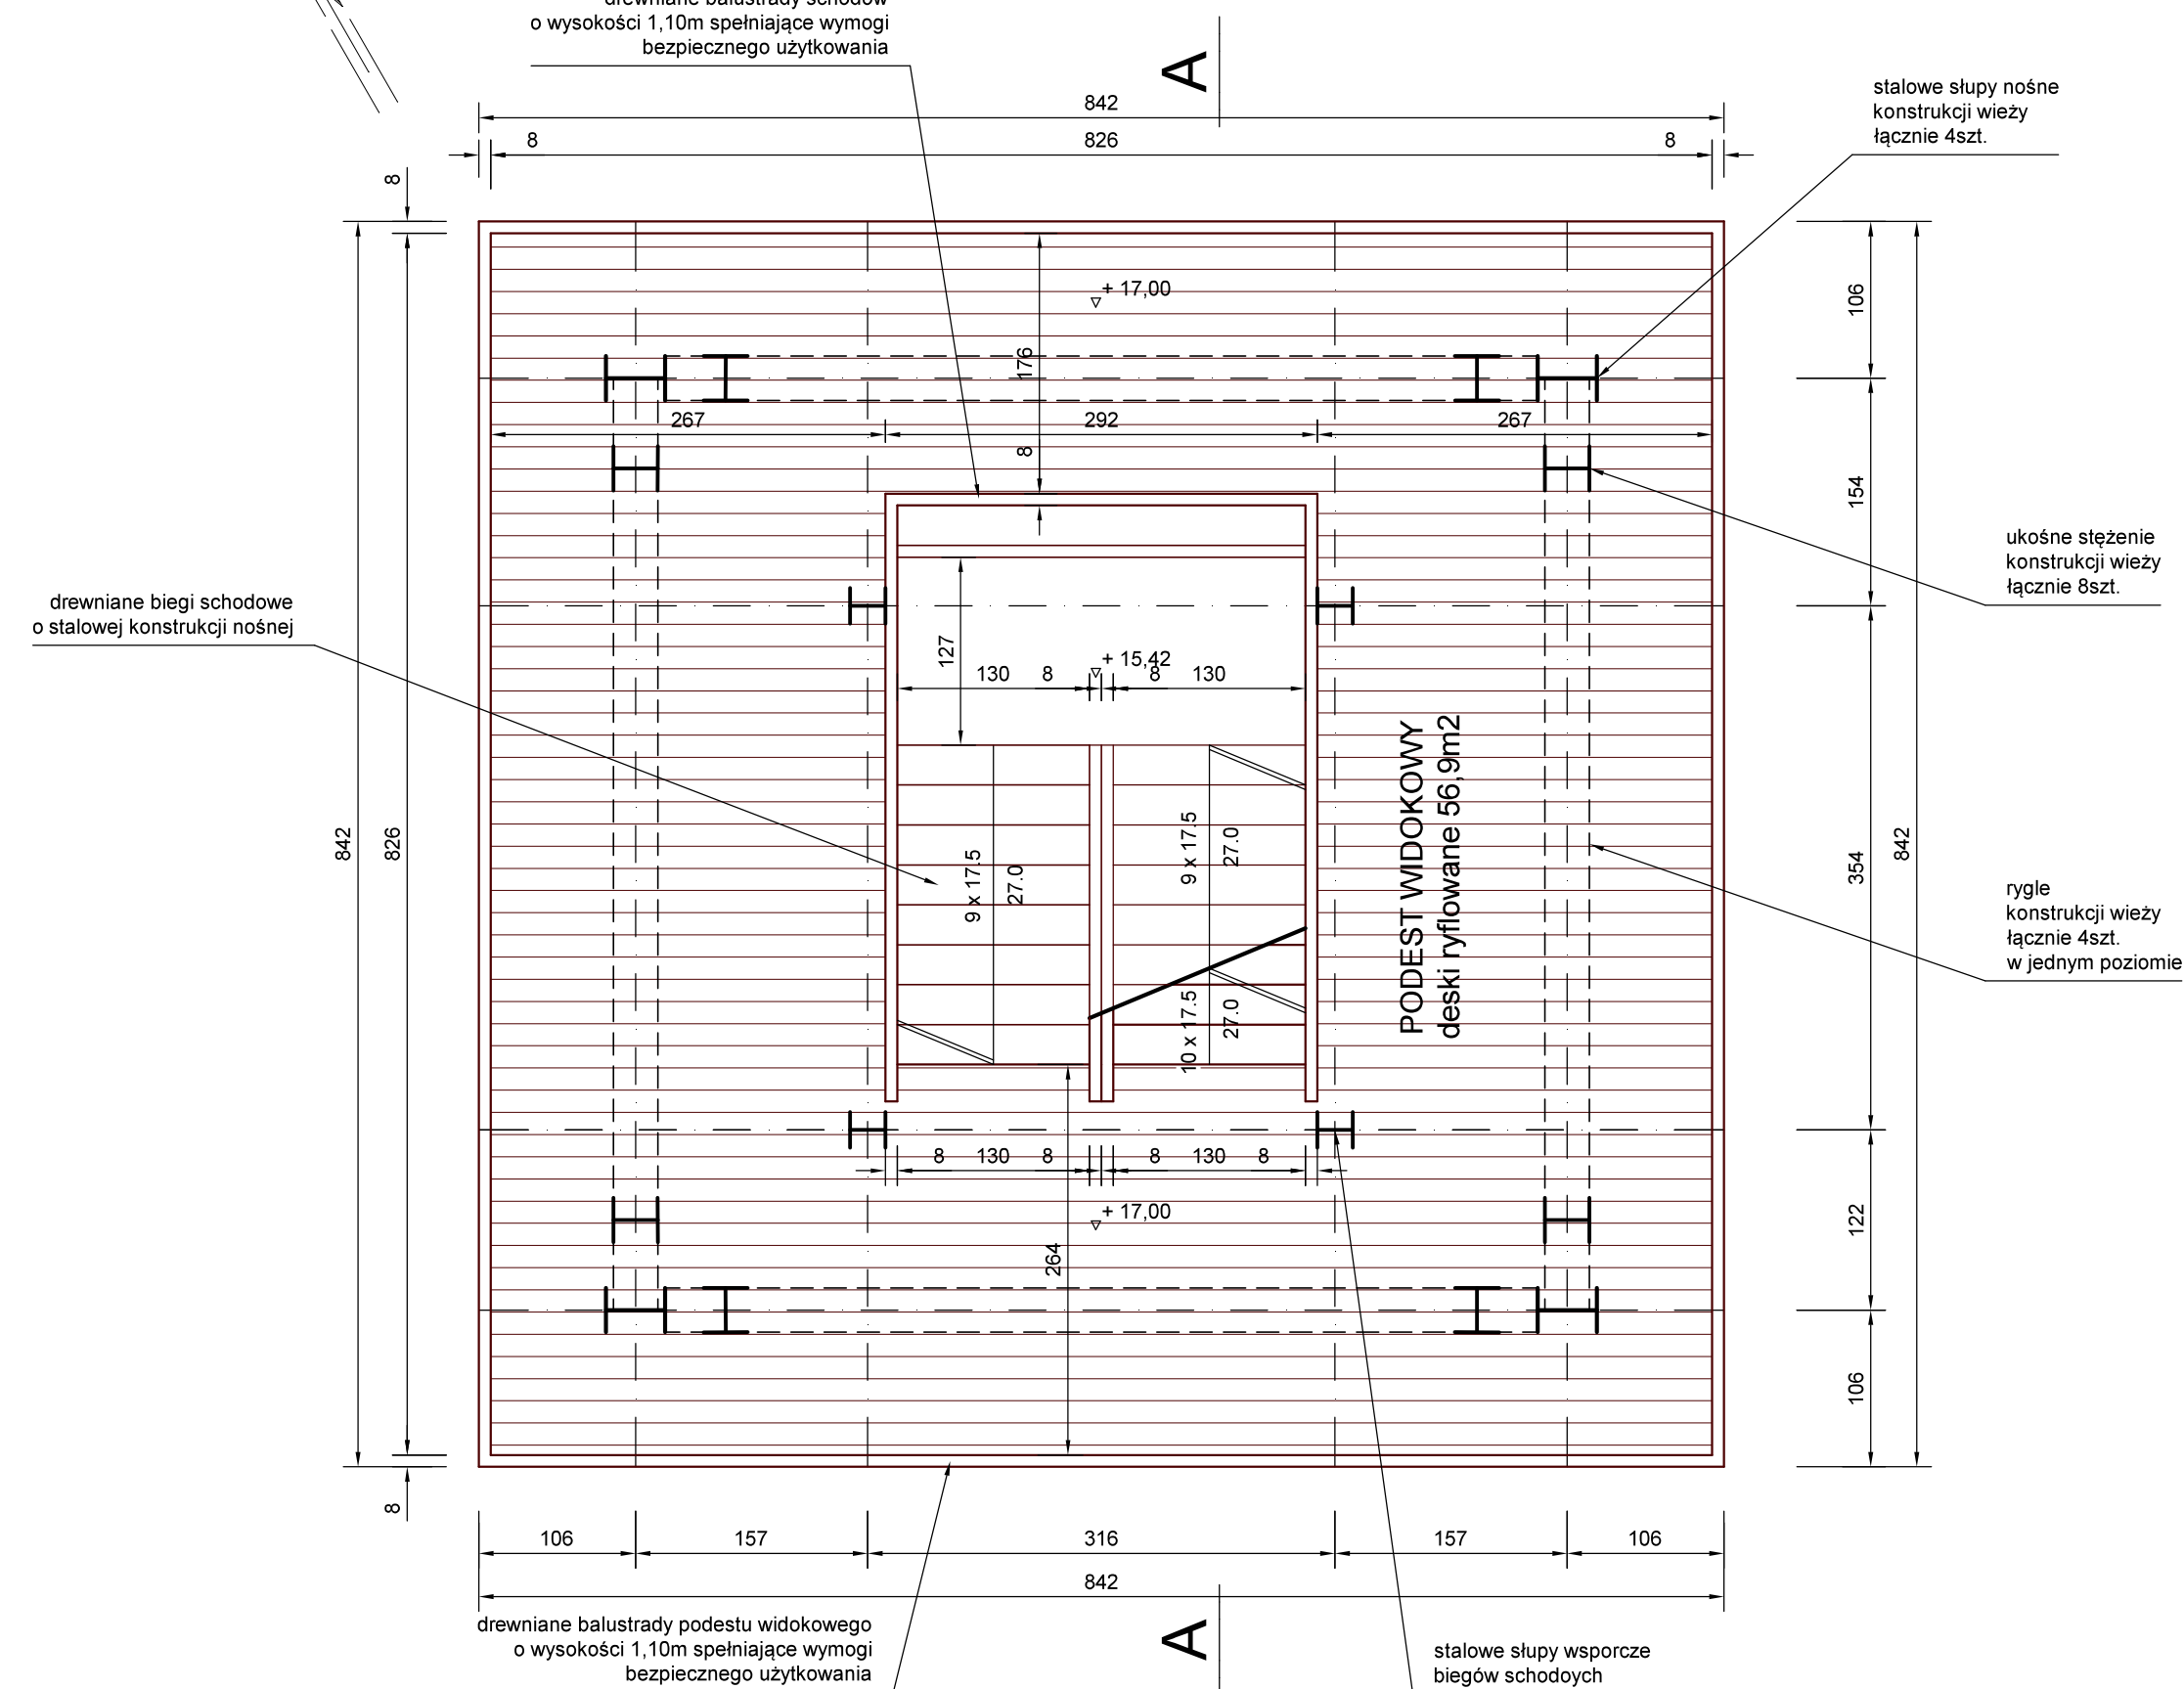 drewniane balustrady schodów
o wysokości 1,10m spełniające wymogi
bezpiecznego użytkowania
A
842
8
826
8
stalowe słupy nośne
konstrukcji wieży
łącznie 4szt.
8
+ 17,00
176
106
267
292
267
8
154
ukośne stężenie
konstrukcji wieży
łącznie 8szt.
drewniane biegi schodowe
o stalowej konstrukcji nośnej
127
+ 15,42
130
8
8
130
842
826
9 x 17.5
27.0
9 x 17.5
27.0
10 x 17.5
27.0
PODEST WIDOKOWY
deski ryflowane 56,9m2
354
842
rygle
konstrukcji wieży
łącznie 4szt.
w jednym poziomie
8
130
8
8
130
8
+ 17,00
264
122
106
8
106
157
316
157
106
842
drewniane balustrady podestu widokowego
o wysokości 1,10m spełniające wymogi
bezpiecznego użytkowania
A
stalowe słupy wsporcze
biegów schodoych